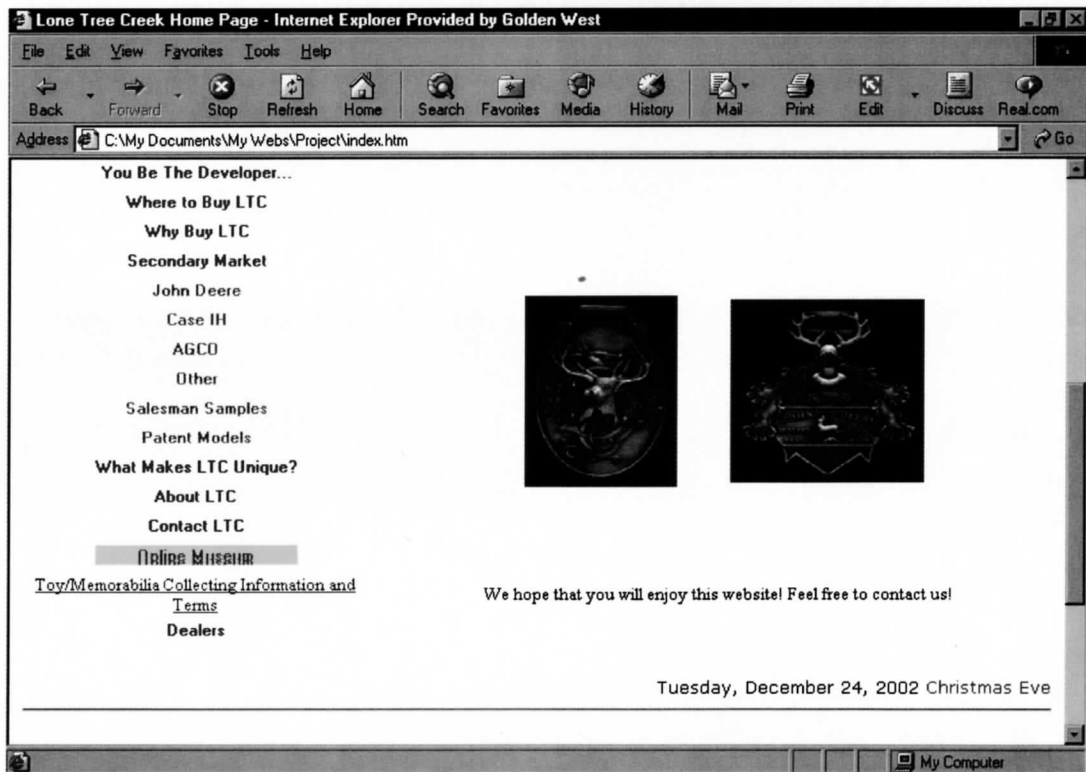 Lone Tree Creek Home Page - Internet Explorer Provided by Golden West
File Edit View Favorites Tools Help
Back Forward Stop Refresh Home Search Favorites Media History Mail Print Edit Discuss Real.com
Address C:\My Documents\My Webs\Project\index.htm Go
You Be The Developer...
Where to Buy LTC
Why Buy LTC
Secondary Market
John Deere
Case IH
AGCO
Other
Salesman Samples
Patent Models
What Makes LTC Unique?
About LTC
Contact LTC
Online Museum
Toy/Memorabilia Collecting Information and
Terms
Dealers
We hope that you will enjoy this website! Feel free to contact us!
Tuesday, December 24, 2002 Christmas Eve
My Computer